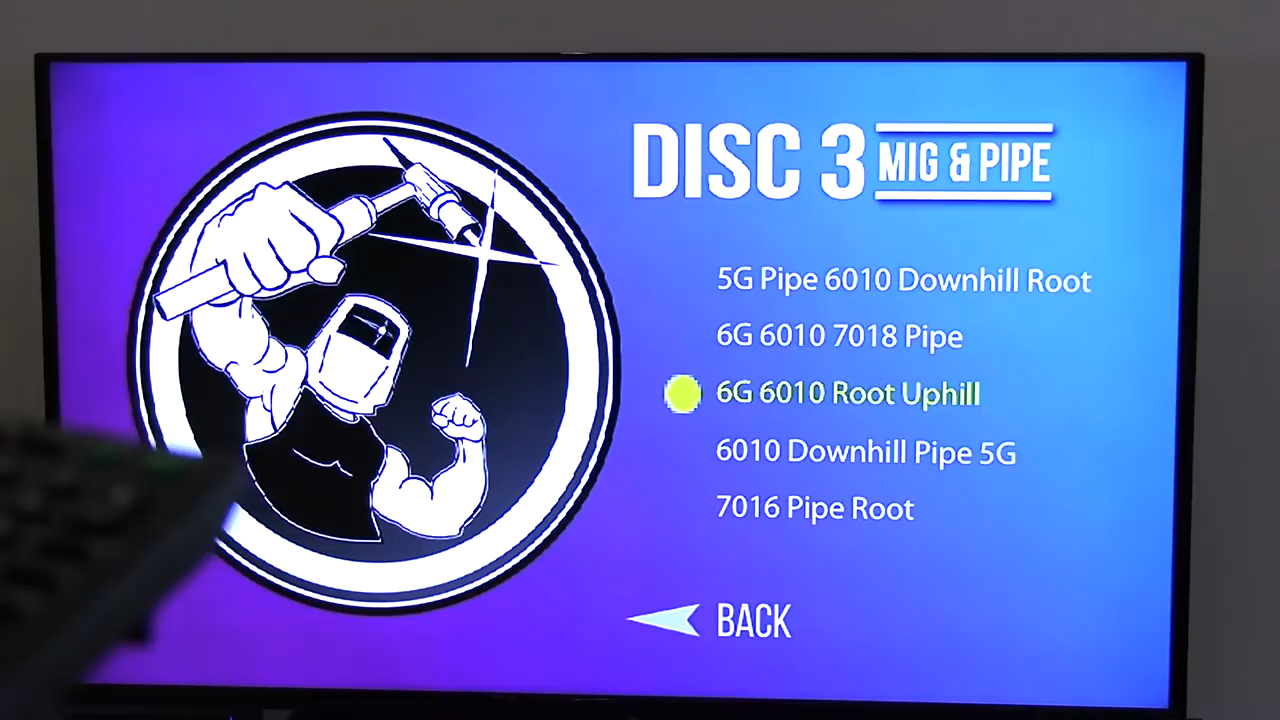 DISC 3 MIG & PIPE
5G Pipe 6010 Downhill Root
6G 6010 7018 Pipe
6G 6010 Root Uphill
6010 Downhill Pipe 5G
7016 Pipe Root
BACK